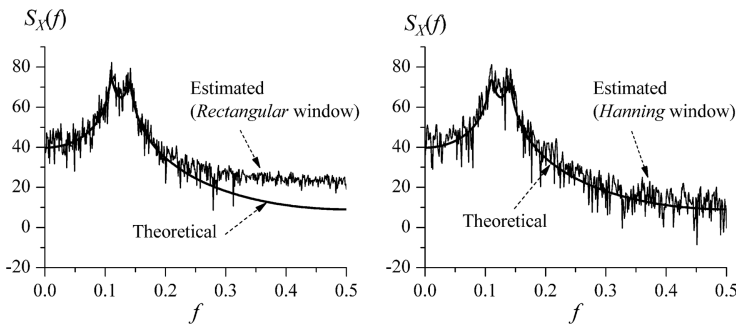 S_X(f)
80
60
40
20
0
-20
Estimated
(Rectangular window)
Theoretical
0.0 0.1 0.2 0.3 0.4 0.5
f
S_X(f)
80
60
40
20
0
-20
Estimated
(Hanning window)
Theoretical
0.0 0.1 0.2 0.3 0.4 0.5
f